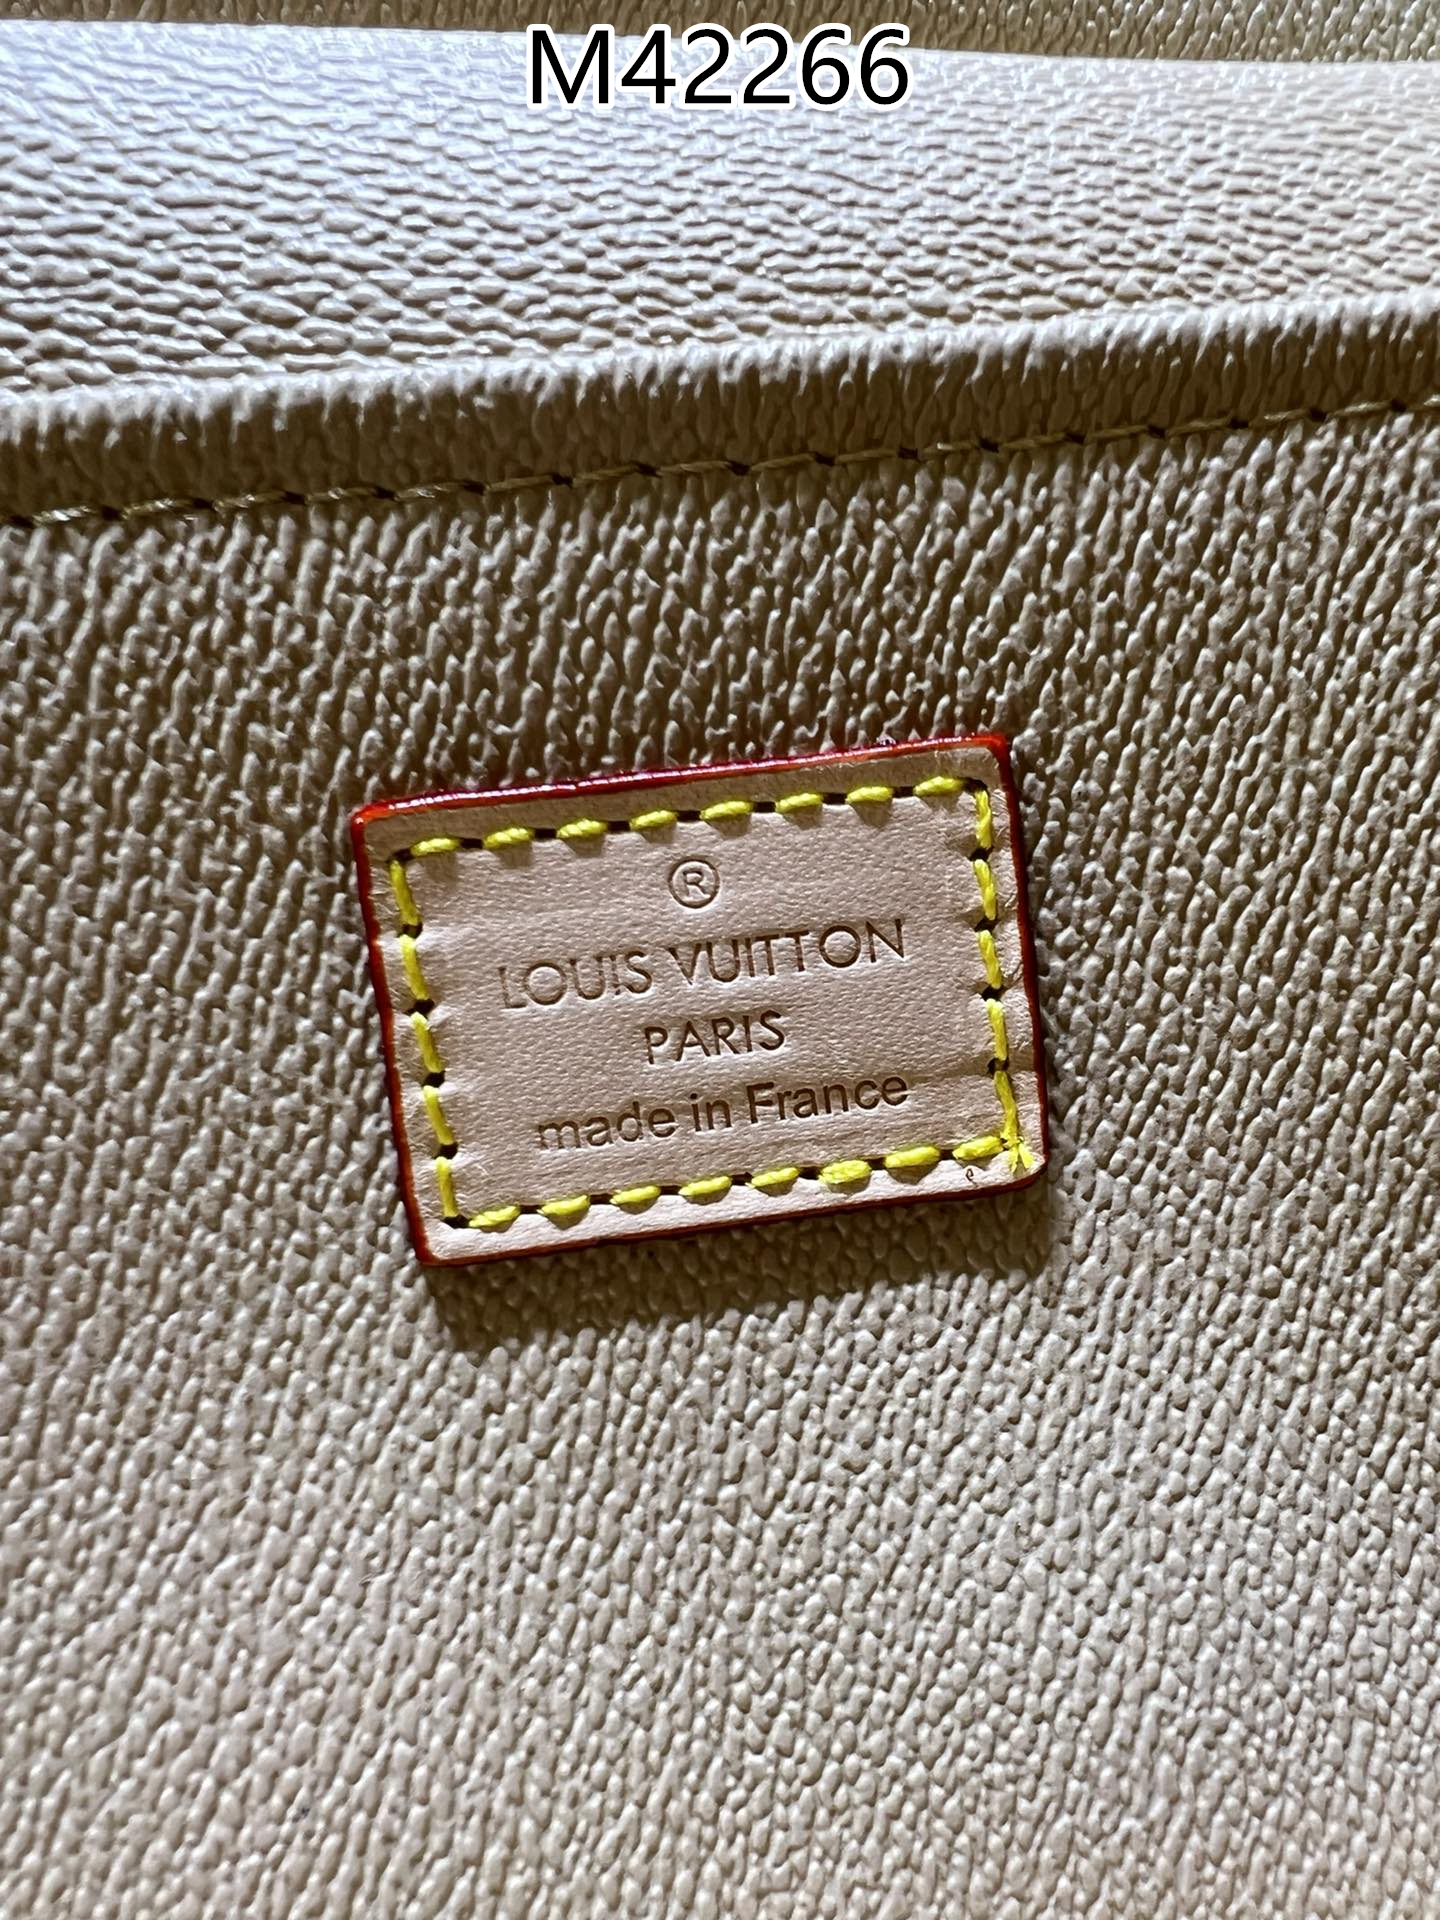 M42266
®
LOUIS VUITTON
PARIS
made in France